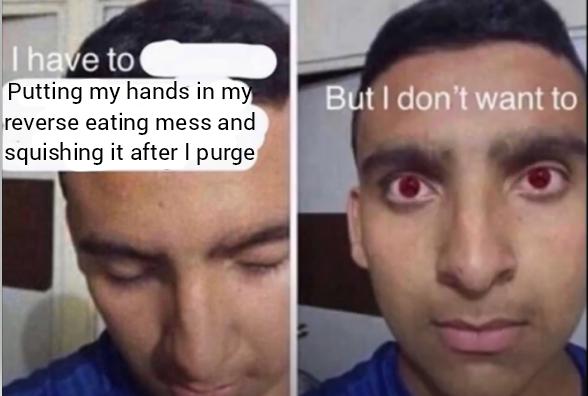 I have to
Putting my hands in my
reverse eating mess and
squishing it after I purge
But I don't want to